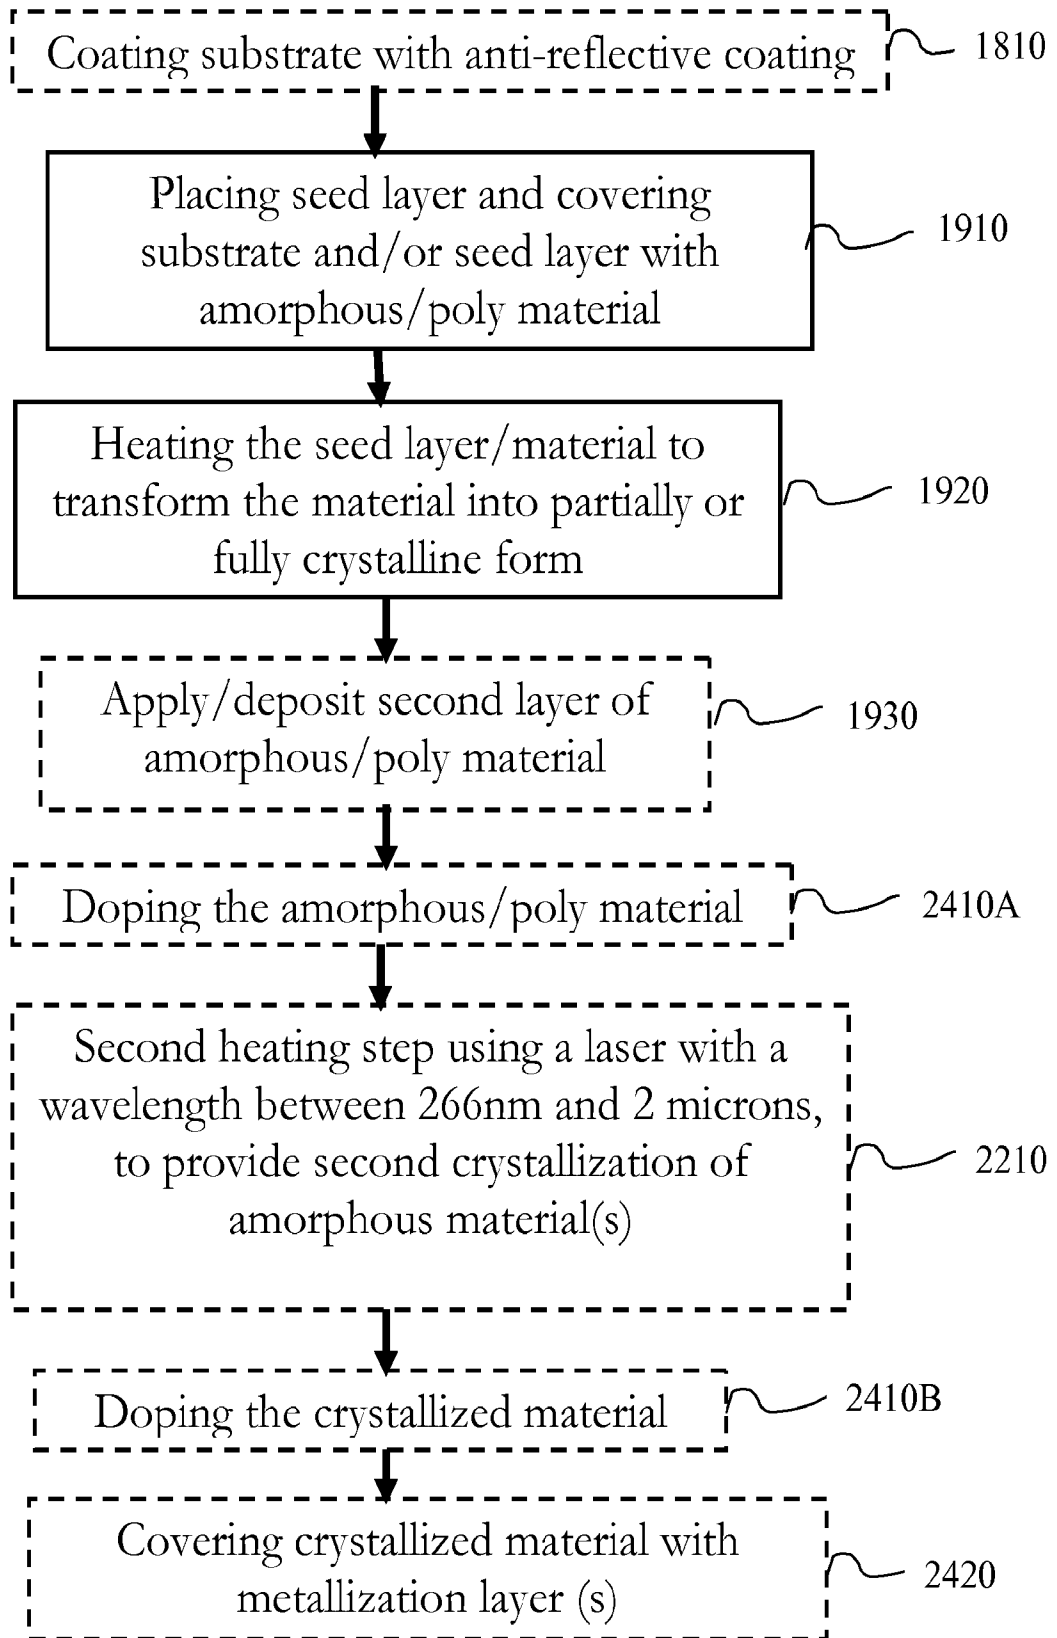 Coating substrate with anti-reflective coating
1810
Placing seed layer and covering
substrate and/or seed layer with
amorphous/poly material
1910
Heating the seed layer/material to
transform the material into partially or
fully crystalline form
1920
Apply/deposit second layer of
amorphous/poly material
1930
Doping the amorphous/poly material
2410A
Second heating step using a laser with a
wavelength between 266nm and 2 microns,
to provide second crystallization of
amorphous material(s)
2210
Doping the crystallized material
2410B
Covering crystallized material with
metallization layer (s)
2420